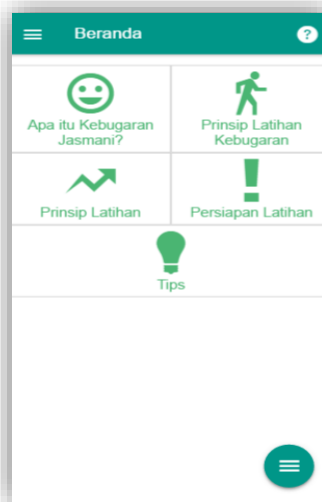 Beranda
?
Apa itu Kebugaran
Jasmani?
Prinsip Latihan
Kebugaran
Prinsip Latihan
Persiapan Latihan
Tips